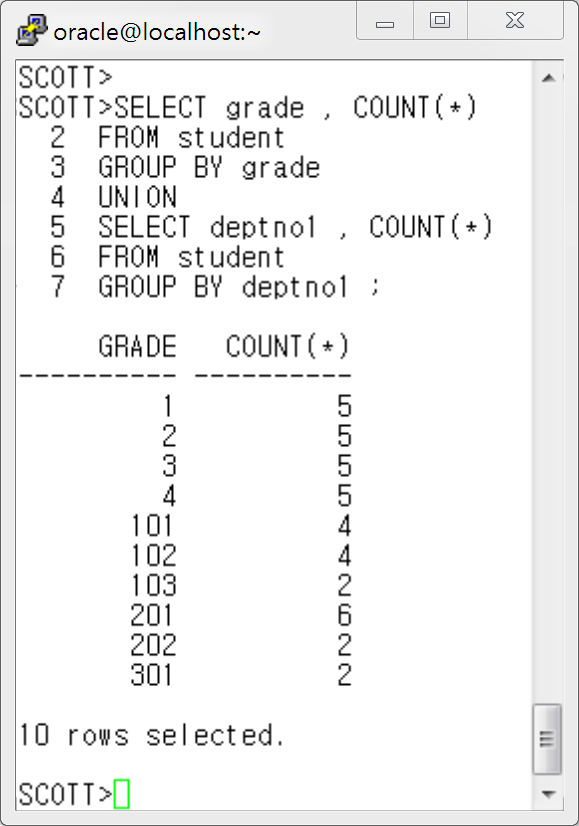 oracle@localhost:~
SCOTT>
SCOTT>SELECT grade , COUNT(*)
2 FROM student
3 GROUP BY grade
4 UNION
5 SELECT deptno1 , COUNT(*)
6 FROM student
7 GROUP BY deptno1 ;
GRADE COUNT(*)
---------- ----------
1 5
2 5
3 5
4 5
101 4
102 4
103 2
201 6
202 2
301 2
10 rows selected.
SCOTT>